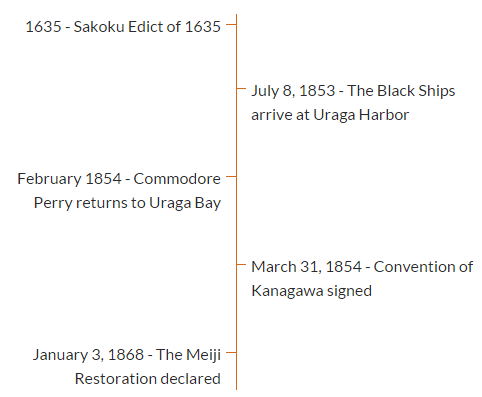 1635 - Sakoku Edict of 1635
July 8, 1853 - The Black Ships
arrive at Uraga Harbor
February 1854 - Commodore
Perry returns to Uraga Bay
March 31, 1854 - Convention of
Kanagawa signed
January 3, 1868 - The Meiji
Restoration declared